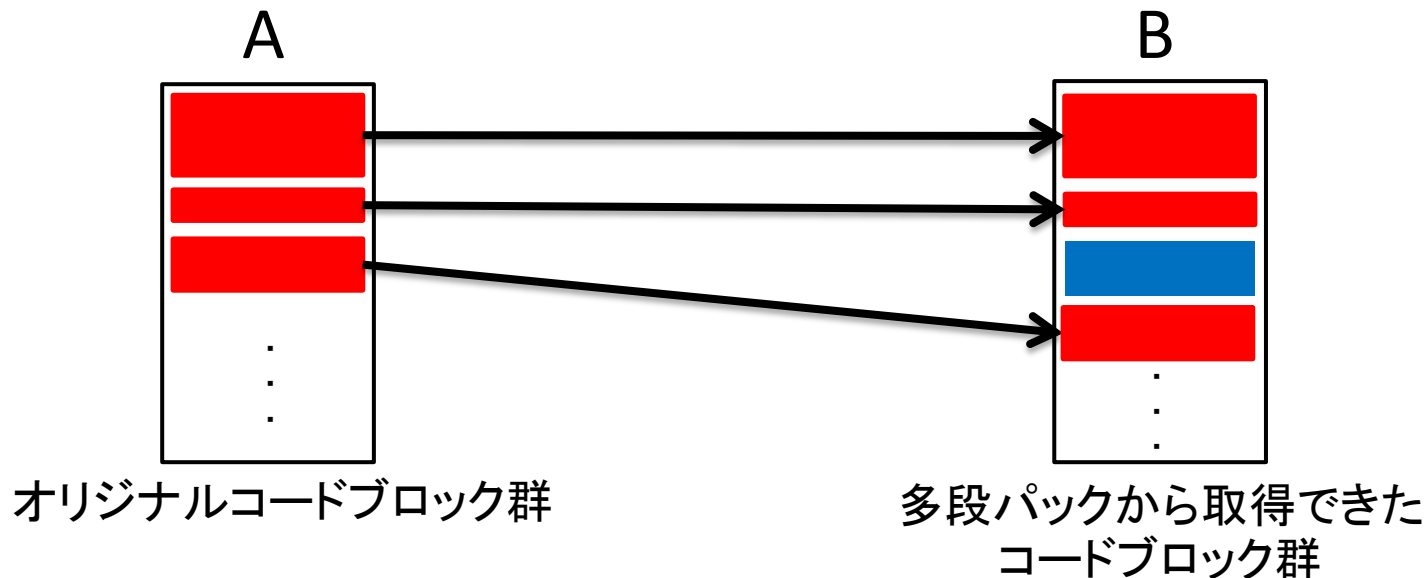 A
B
オリジナルコードブロック群
多段パックから取得できた
コードブロック群